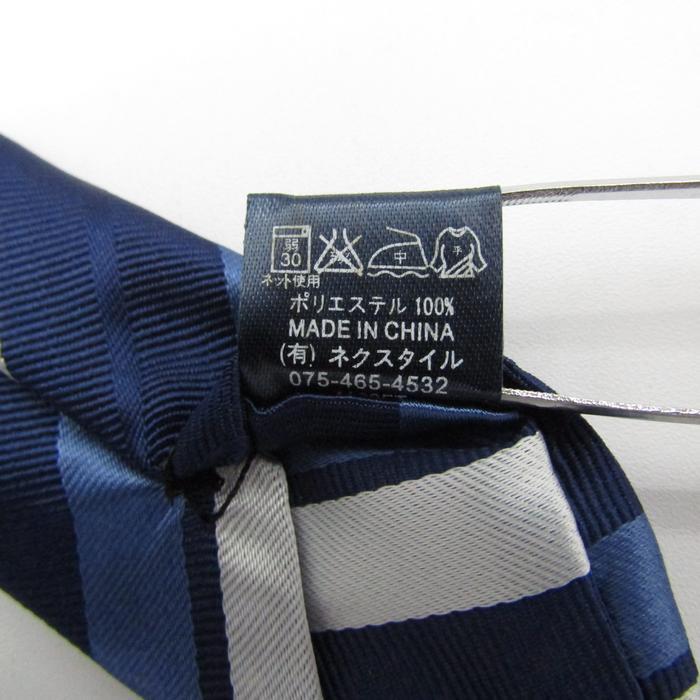 弱
30
中
平
ネット使用
ポリエステル 100%
MADE IN CHINA
(有) ネクスタイル
075-465-4532